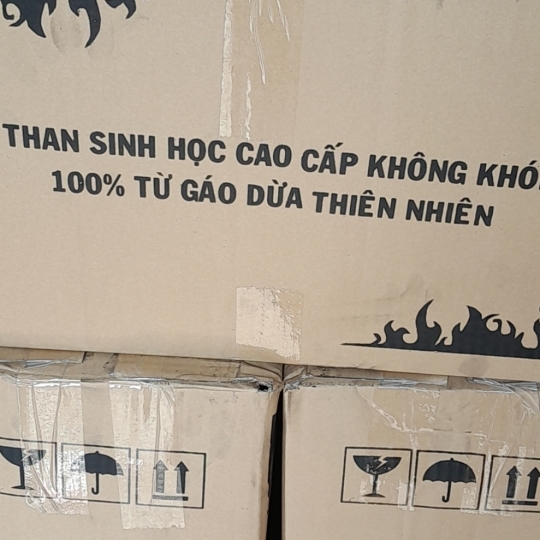 THAN SINH HỌC CAO CẤP KHÔNG KHÓI
100% TỪ GÁO DỪA THIÊN NHIÊN